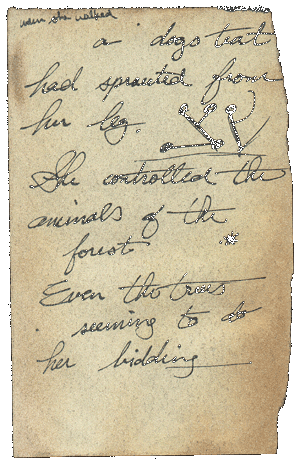 when she walked
a dogs teat
had sprouted from
her leg.
She controlled the
animals of the
forest
Even the trees
seeming to do
her bidding